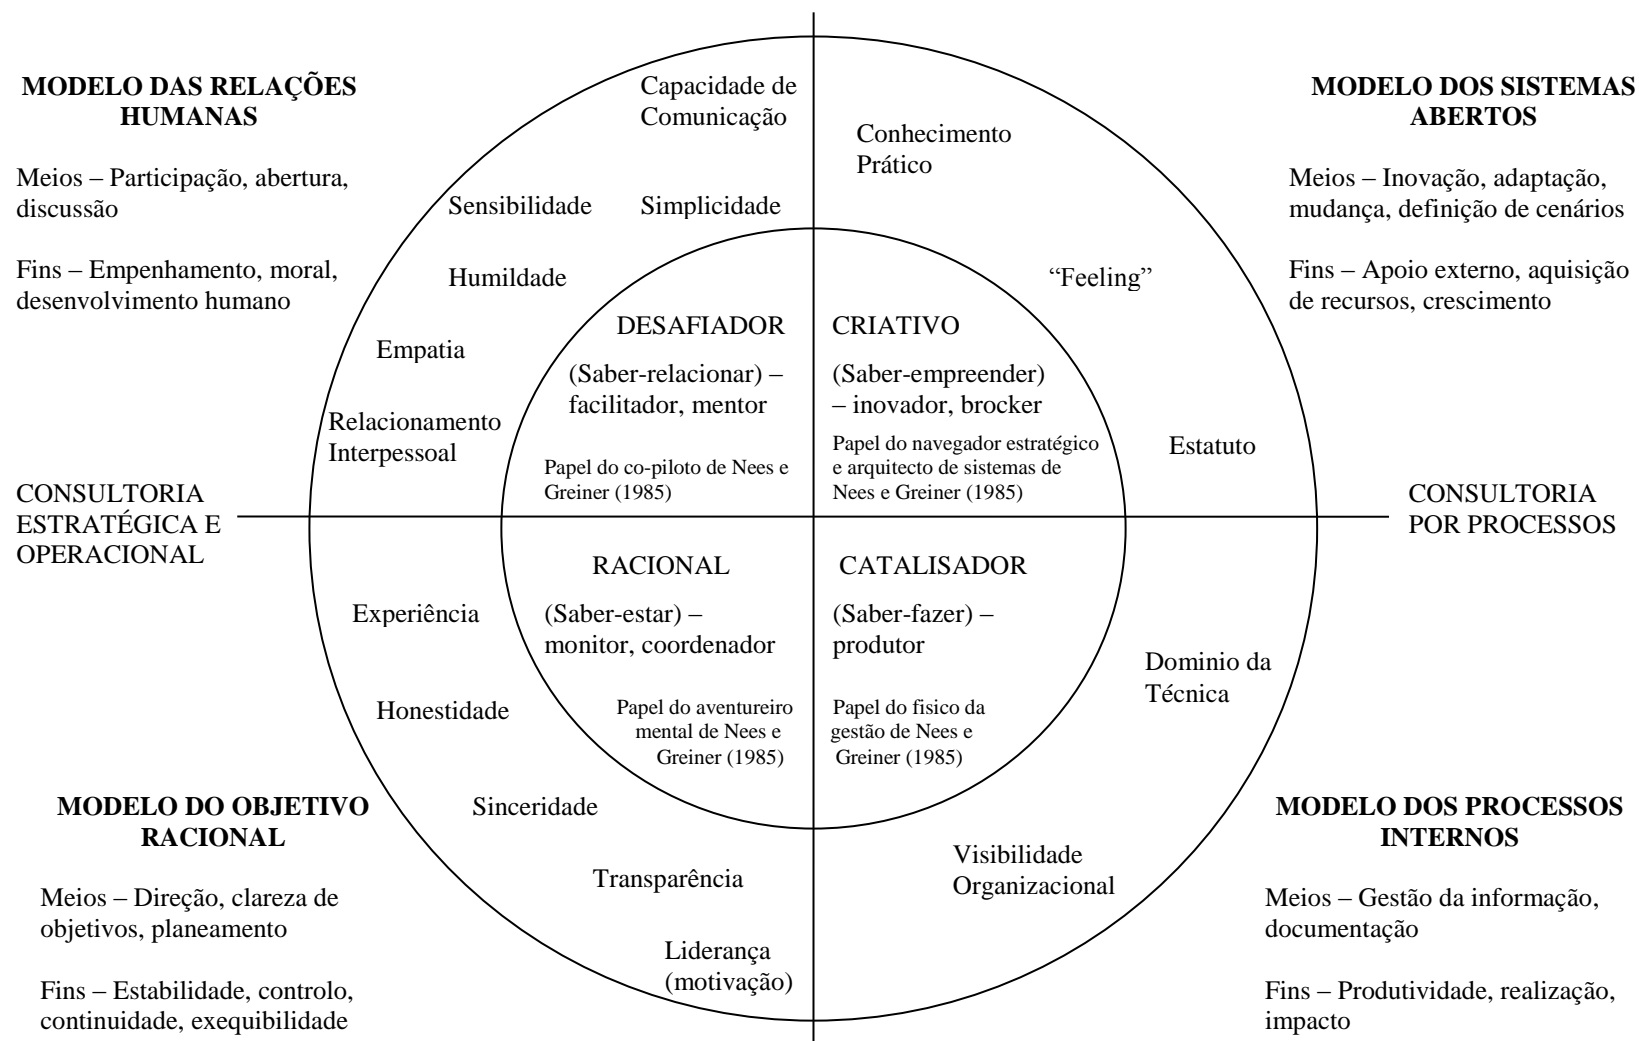 MODELO DAS RELAÇÕES
HUMANAS
Meios – Participação, abertura,
discussão
Fins – Empenhamento, moral,
desenvolvimento humano
Capacidade de
Comunicação
Sensibilidade
Simplicidade
Humildade
Empatia
Relacionamento
Interpessoal
Conhecimento
Prático
“Feeling”
Estatuto
MODELO DOS SISTEMAS
ABERTOS
Meios – Inovação, adaptação,
mudança, definição de cenários
Fins – Apoio externo, aquisição
de recursos, crescimento
DESAFIADOR
(Saber-relacionar) –
facilitador, mentor
Papel do co-piloto de Nees e
Greiner (1985)
CRIATIVO
(Saber-empreender)
– inovador, brocker
Papel do navegador estratégico
e arquitecto de sistemas de
Nees e Greiner (1985)
CONSULTORIA
ESTRATÉGICA E
OPERACIONAL
CONSULTORIA
POR PROCESSOS
RACIONAL
(Saber-estar) –
monitor, coordenador
Papel do aventureiro
mental de Nees e
Greiner (1985)
CATALISADOR
(Saber-fazer) –
produtor
Papel do fisico da
gestão de Nees e
Greiner (1985)
Experiência
Honestidade
Sinceridade
Transparência
Liderança
(motivação)
Dominio da
Técnica
Visibilidade
Organizacional
MODELO DO OBJETIVO
RACIONAL
Meios – Direção, clareza de
objetivos, planeamento
Fins – Estabilidade, controlo,
continuidade, exequibilidade
MODELO DOS PROCESSOS
INTERNOS
Meios – Gestão da informação,
documentação
Fins – Produtividade, realização,
impacto